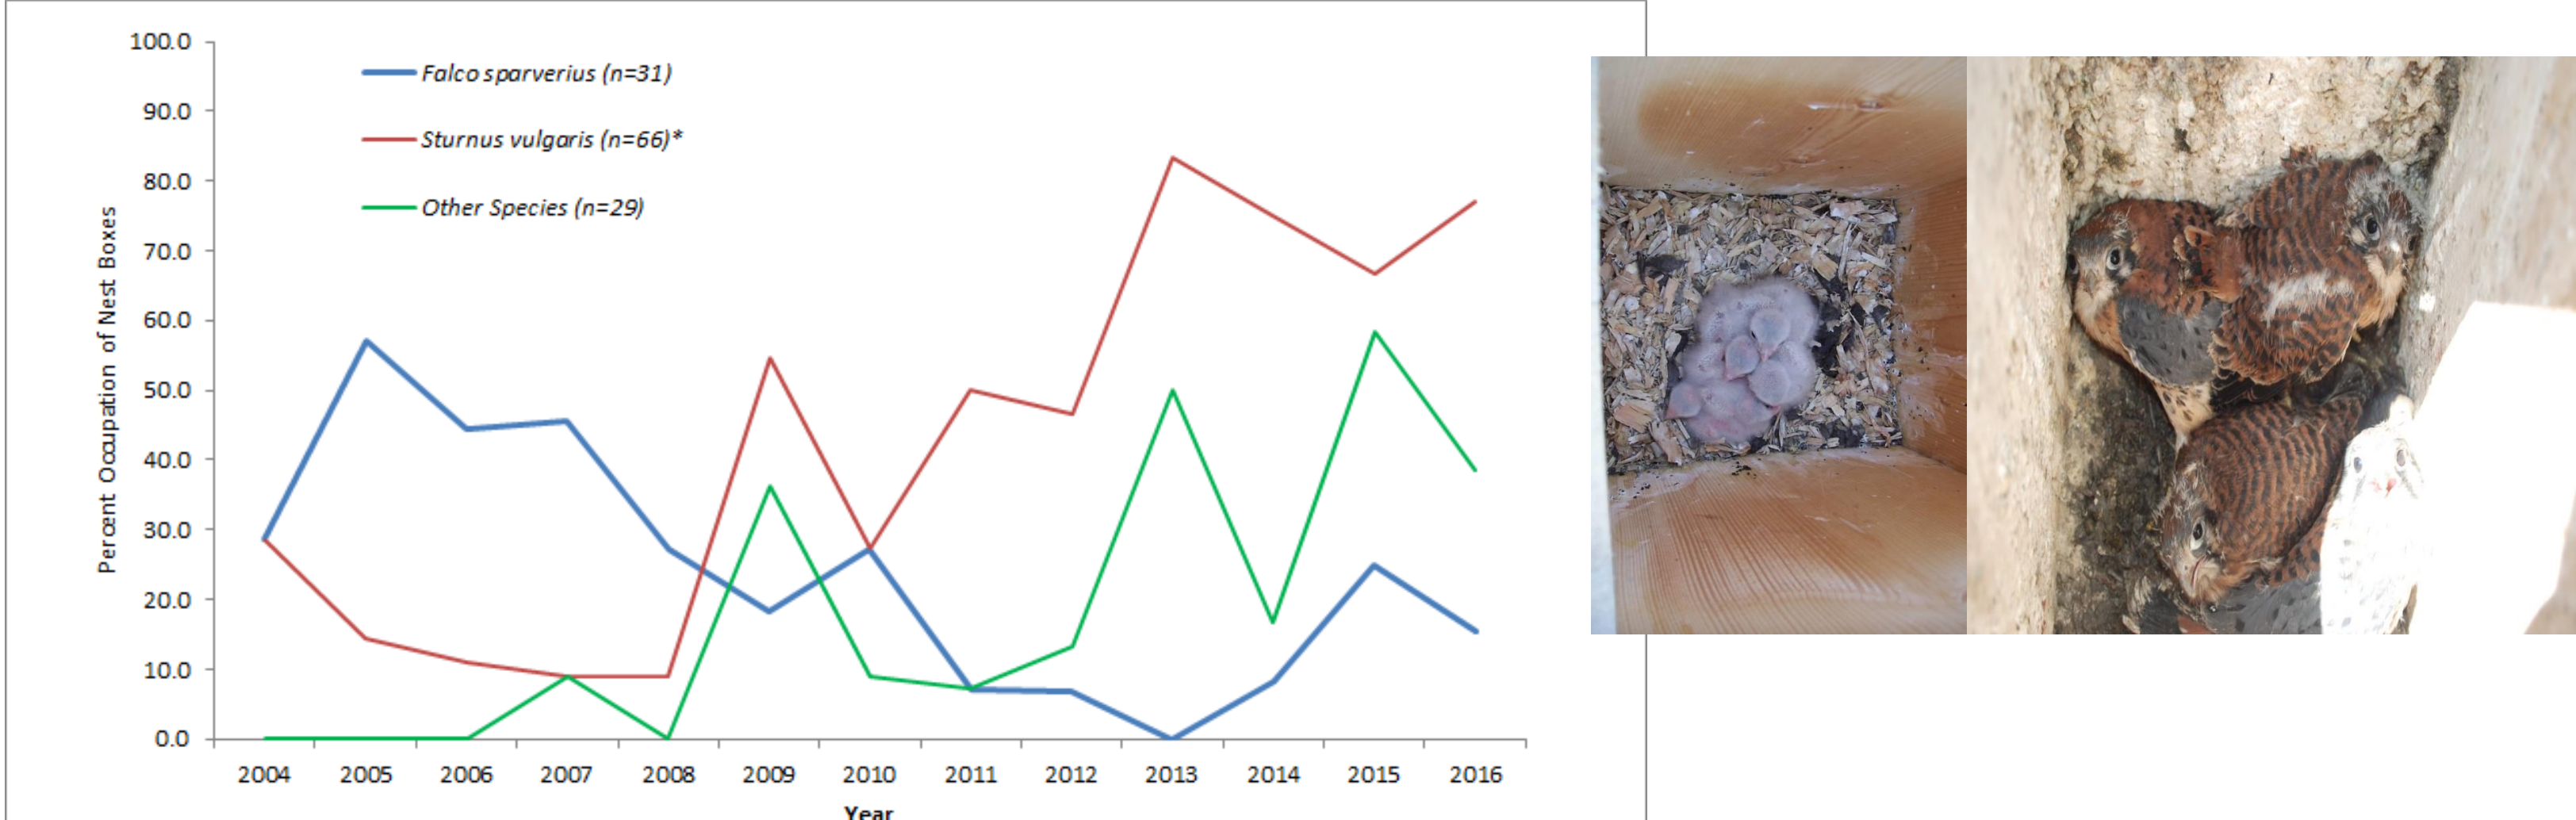 100.0
90.0
80.0
70.0
60.0
50.0
40.0
30.0
20.0
10.0
0.0
Percent Occupation of Nest Boxes
Falco sparverius (n=31)
Sturnus vulgaris (n=66)*
Other Species (n=29)
2004 2005 2006 2007 2008 2009 2010 2011 2012 2013 2014 2015 2016
Year